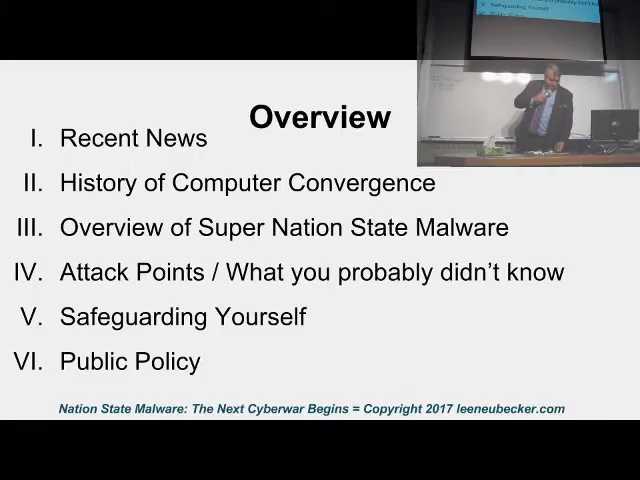 Overview
I. Recent News
II. History of Computer Convergence
III. Overview of Super Nation State Malware
IV. Attack Points / What you probably didn't know
V. Safeguarding Yourself
VI. Public Policy
Nation State Malware: The Next Cyberwar Begins = Copyright 2017 leeneubecker.com
V. Safeguarding Yourself